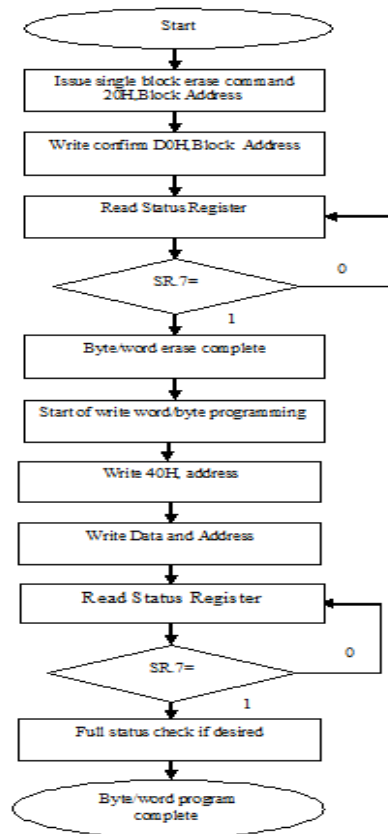 Start
Issue single block erase command
20H,Block Address
Write confirm D0H,Block Address
Read Status Register
SR.7=
0
1
Byte/word erase complete
Start of write word/byte programming
Write 40H, address
Write Data and Address
Read Status Register
SR.7=
0
1
Full status check if desired
Byte/word program
complete